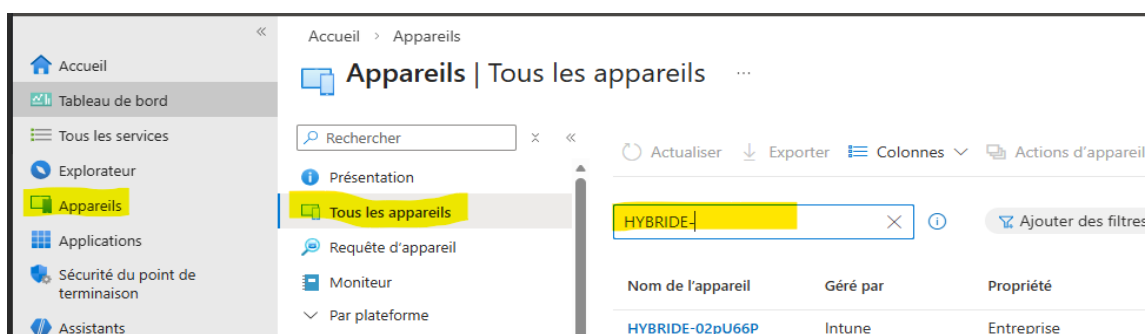 Accueil > Appareils
Appareils | Tous les appareils ...
Accueil
Tableau de bord
Tous les services
Explorateur
Appareils
Applications
Sécurité du point de
terminaison
Assistants
Rechercher
Présentation
Tous les appareils
Requête d'appareil
Moniteur
Par plateforme
Actualiser Exporter Colonnes Actions d'appareil
HYBRIDE-
Ajouter des filtres
Nom de l'appareil Géré par Propriété
HYBRIDE-02pU66P Intune Entreprise